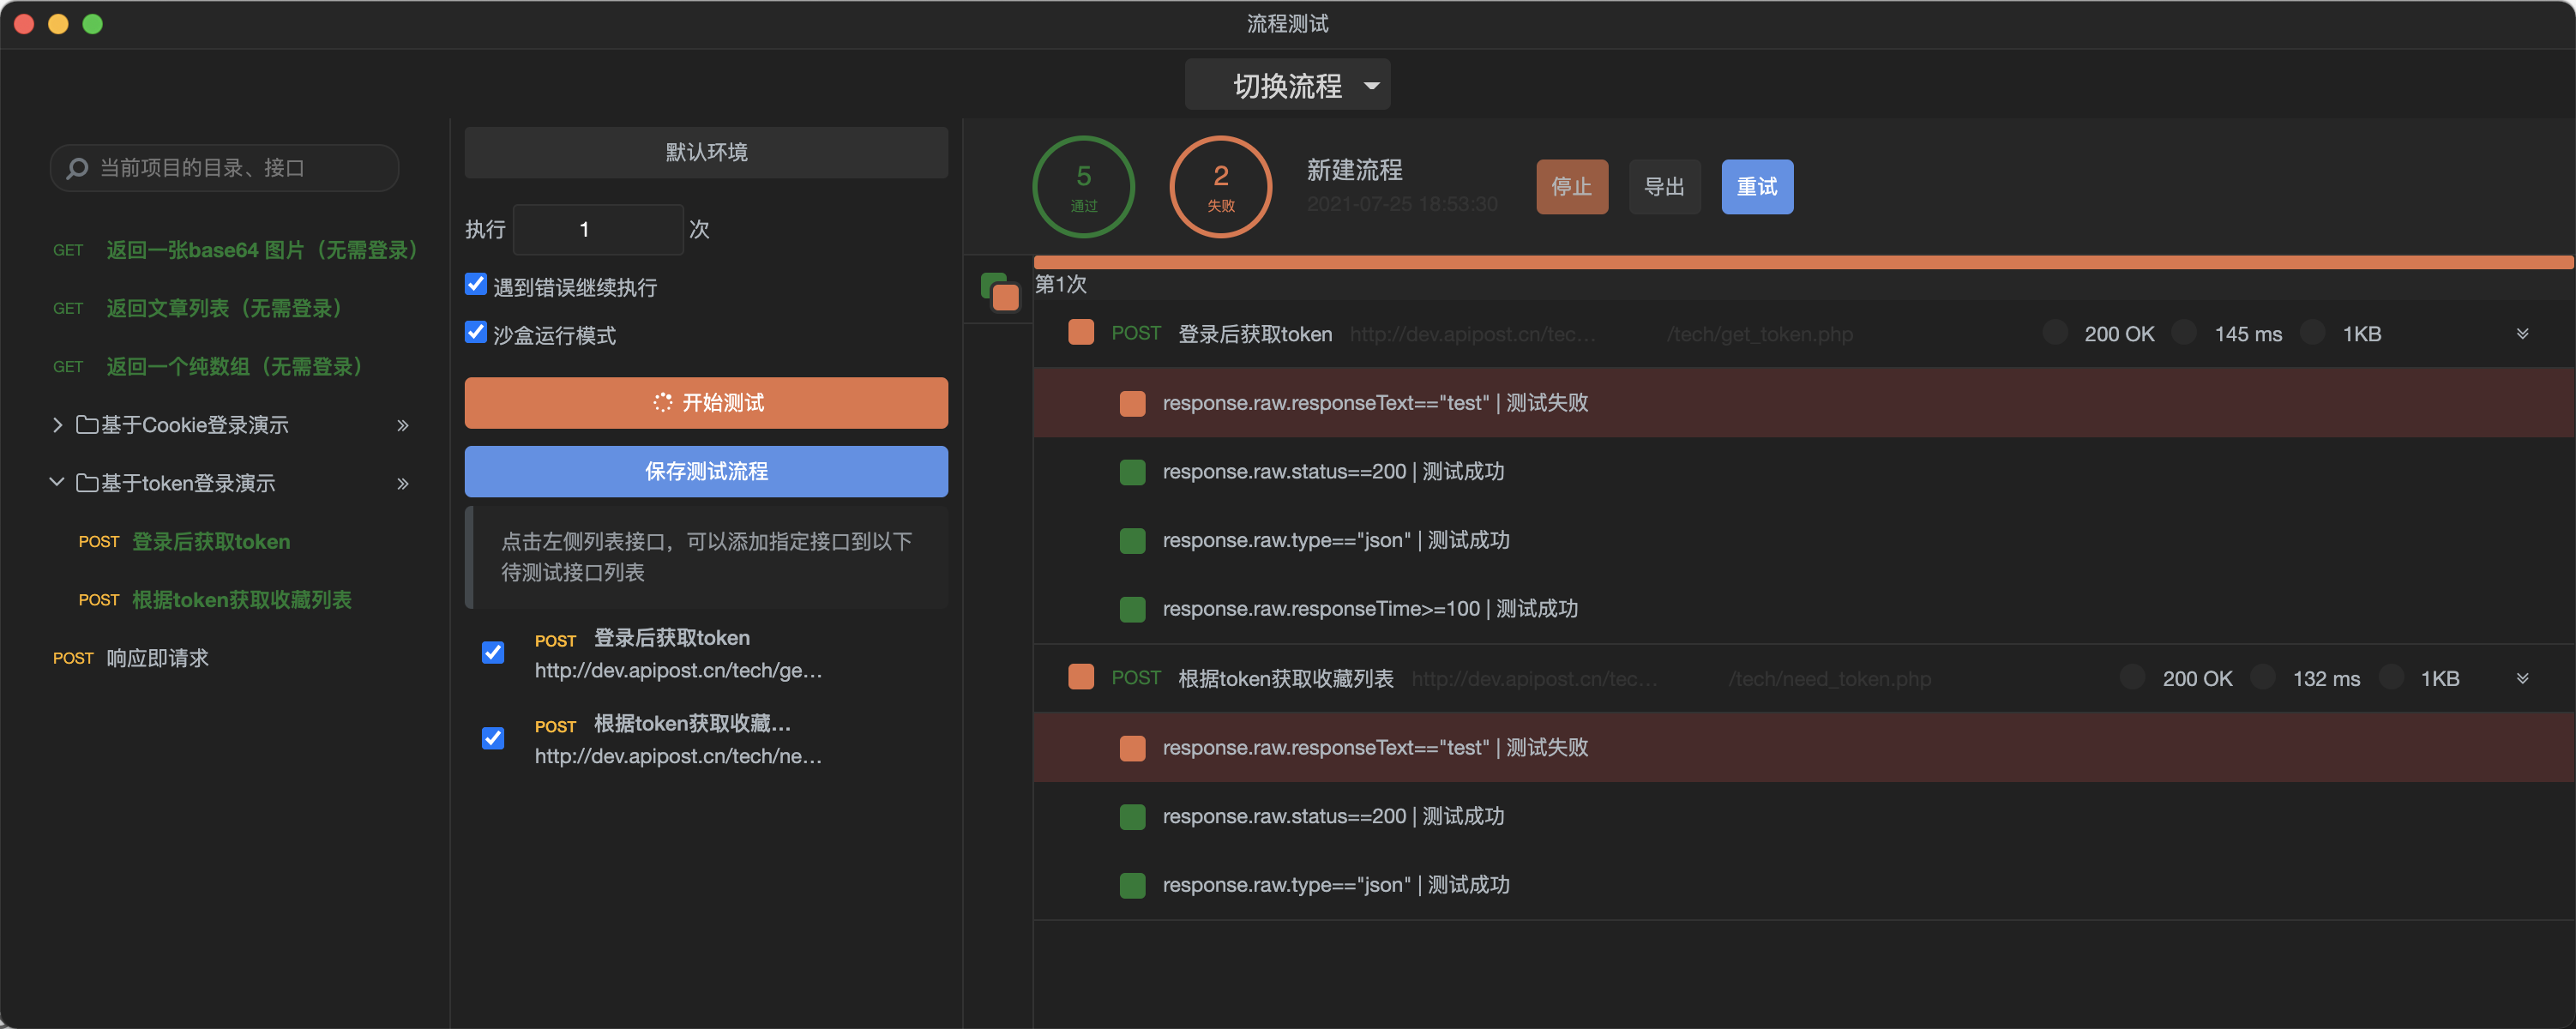 流程测试
切换流程
当前项目的目录、接口
GET 返回一张base64 图片（无需登录）
GET 返回文章列表（无需登录）
GET 返回一个纯数组（无需登录）
基于Cookie登录演示
基于token登录演示
POST 登录后获取token
POST 根据token获取收藏列表
POST 响应即请求
默认环境
执行 1 次
遇到错误继续执行
沙盒运行模式
开始测试
保存测试流程
点击左侧列表接口，可以添加指定接口到以下
待测试接口列表
POST 登录后获取token
http://dev.apipost.cn/tech/ge...
POST 根据token获取收藏...
http://dev.apipost.cn/tech/ne...
5
通过
2
失败
新建流程
2021-07-25 18:53:30
停止
导出
重试
第1次
POST 登录后获取token http://dev.apipost.cn/tec... /tech/get_token.php 200 OK 145 ms 1KB
response.raw.responseText=="test" | 测试失败
response.raw.status==200 | 测试成功
response.raw.type=="json" | 测试成功
response.raw.responseTime>=100 | 测试成功
POST 根据token获取收藏列表 http://dev.apipost.cn/tec... /tech/need_token.php 200 OK 132 ms 1KB
response.raw.responseText=="test" | 测试失败
response.raw.status==200 | 测试成功
response.raw.type=="json" | 测试成功